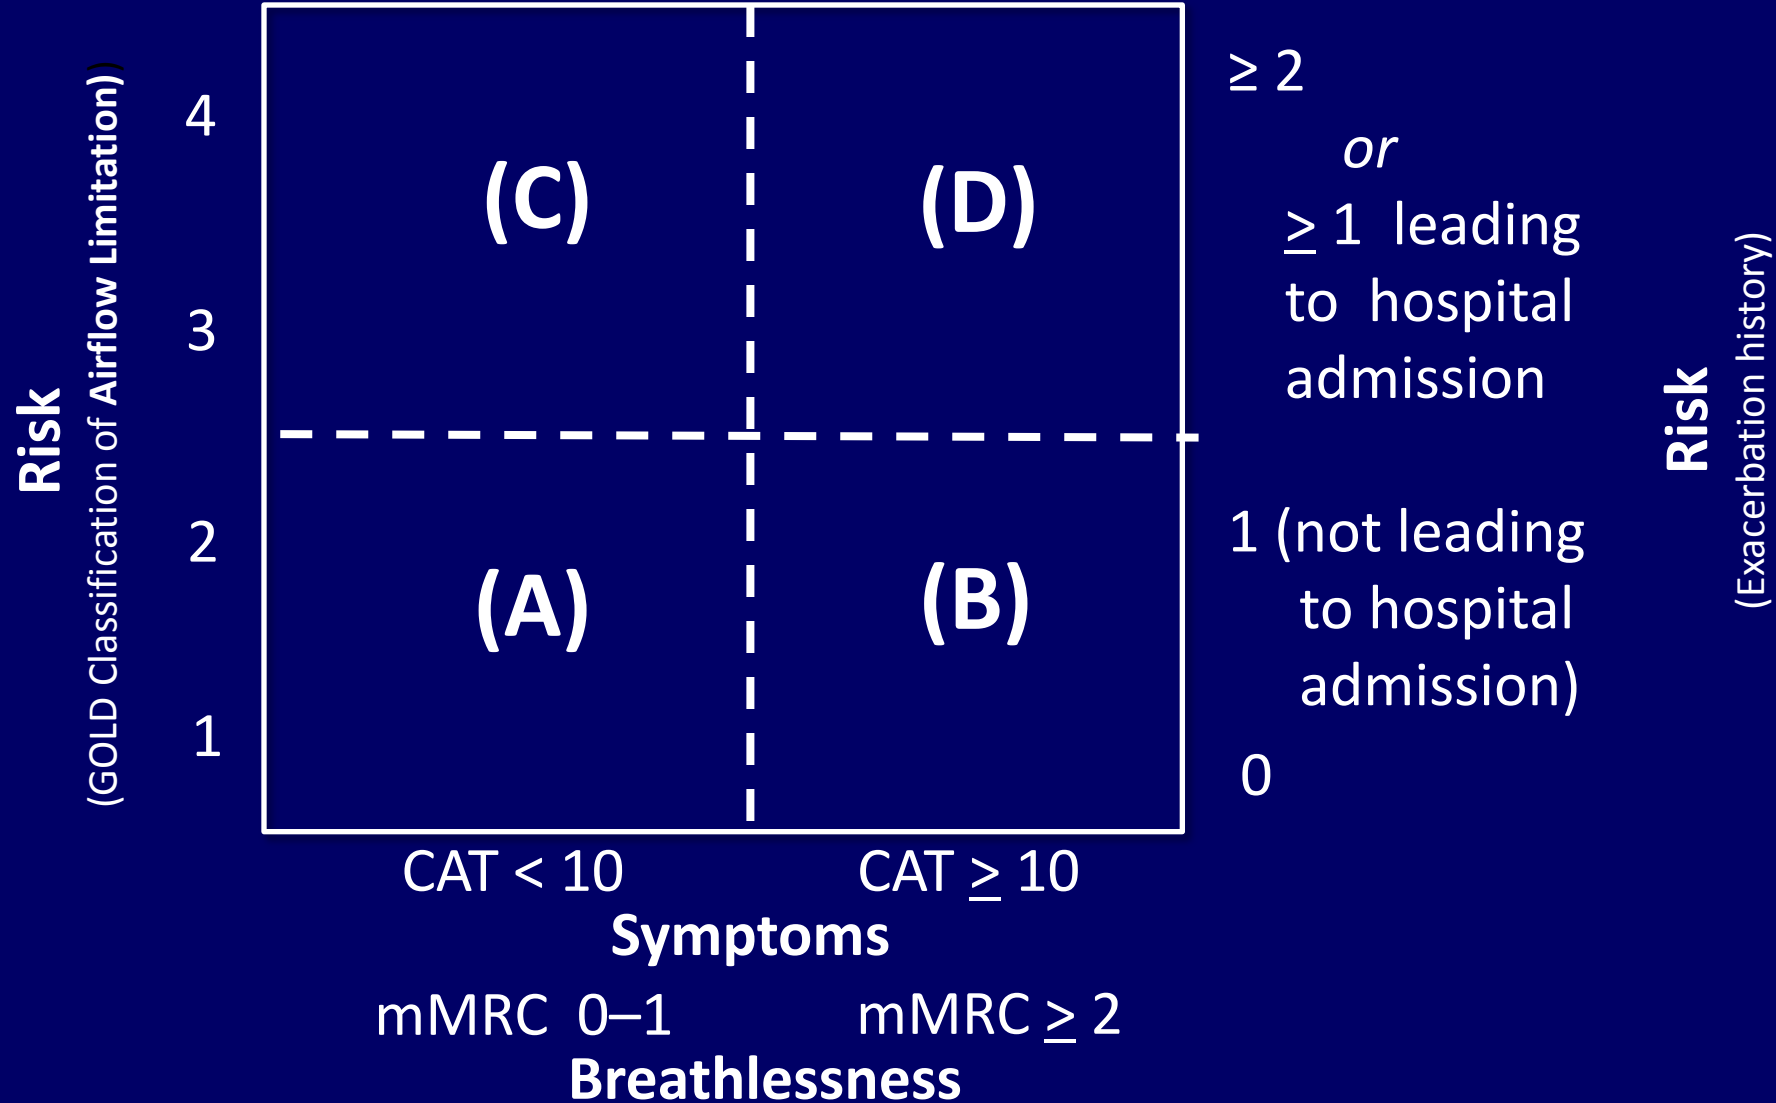 Risk
(GOLD Classification of Airflow Limitation))
4
3
2
1
(C)
(D)
(A)
(B)
≥ 2
or
≥ 1 leading
to hospital
admission
1 (not leading
to hospital
admission)
0
Risk
(Exacerbation history)
CAT < 10
CAT ≥ 10
Symptoms
mMRC 0–1
mMRC ≥ 2
Breathlessness